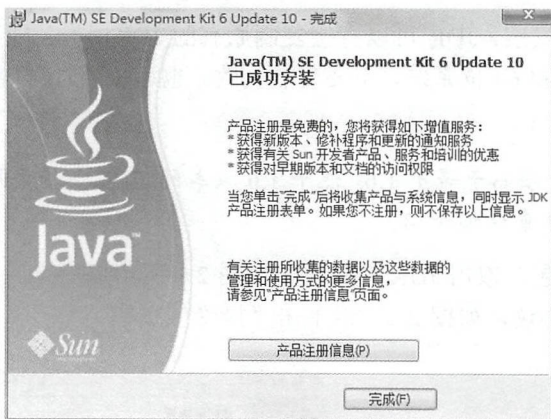 Java(TM) SE Development Kit 6 Update 10 - 完成
Java(TM) SE Development Kit 6 Update 10
已成功安装
产品注册是免费的，您将获得如下增值服务：
* 获得新版本、修补程序和更新的通知服务
* 获得有关 Sun 开发者产品、服务和培训的优惠
* 获得对早期版本和文档的访问权限
当您单击“完成”后将收集产品与系统信息，同时显示 JDK
产品注册表单。如果您不注册，则不保存以上信息。
Java™
有关注册所收集的数据以及这些数据的
管理和使用方式的更多信息，
请参见“产品注册信息”页面。
Sun
产品注册信息(P)
完成(F)